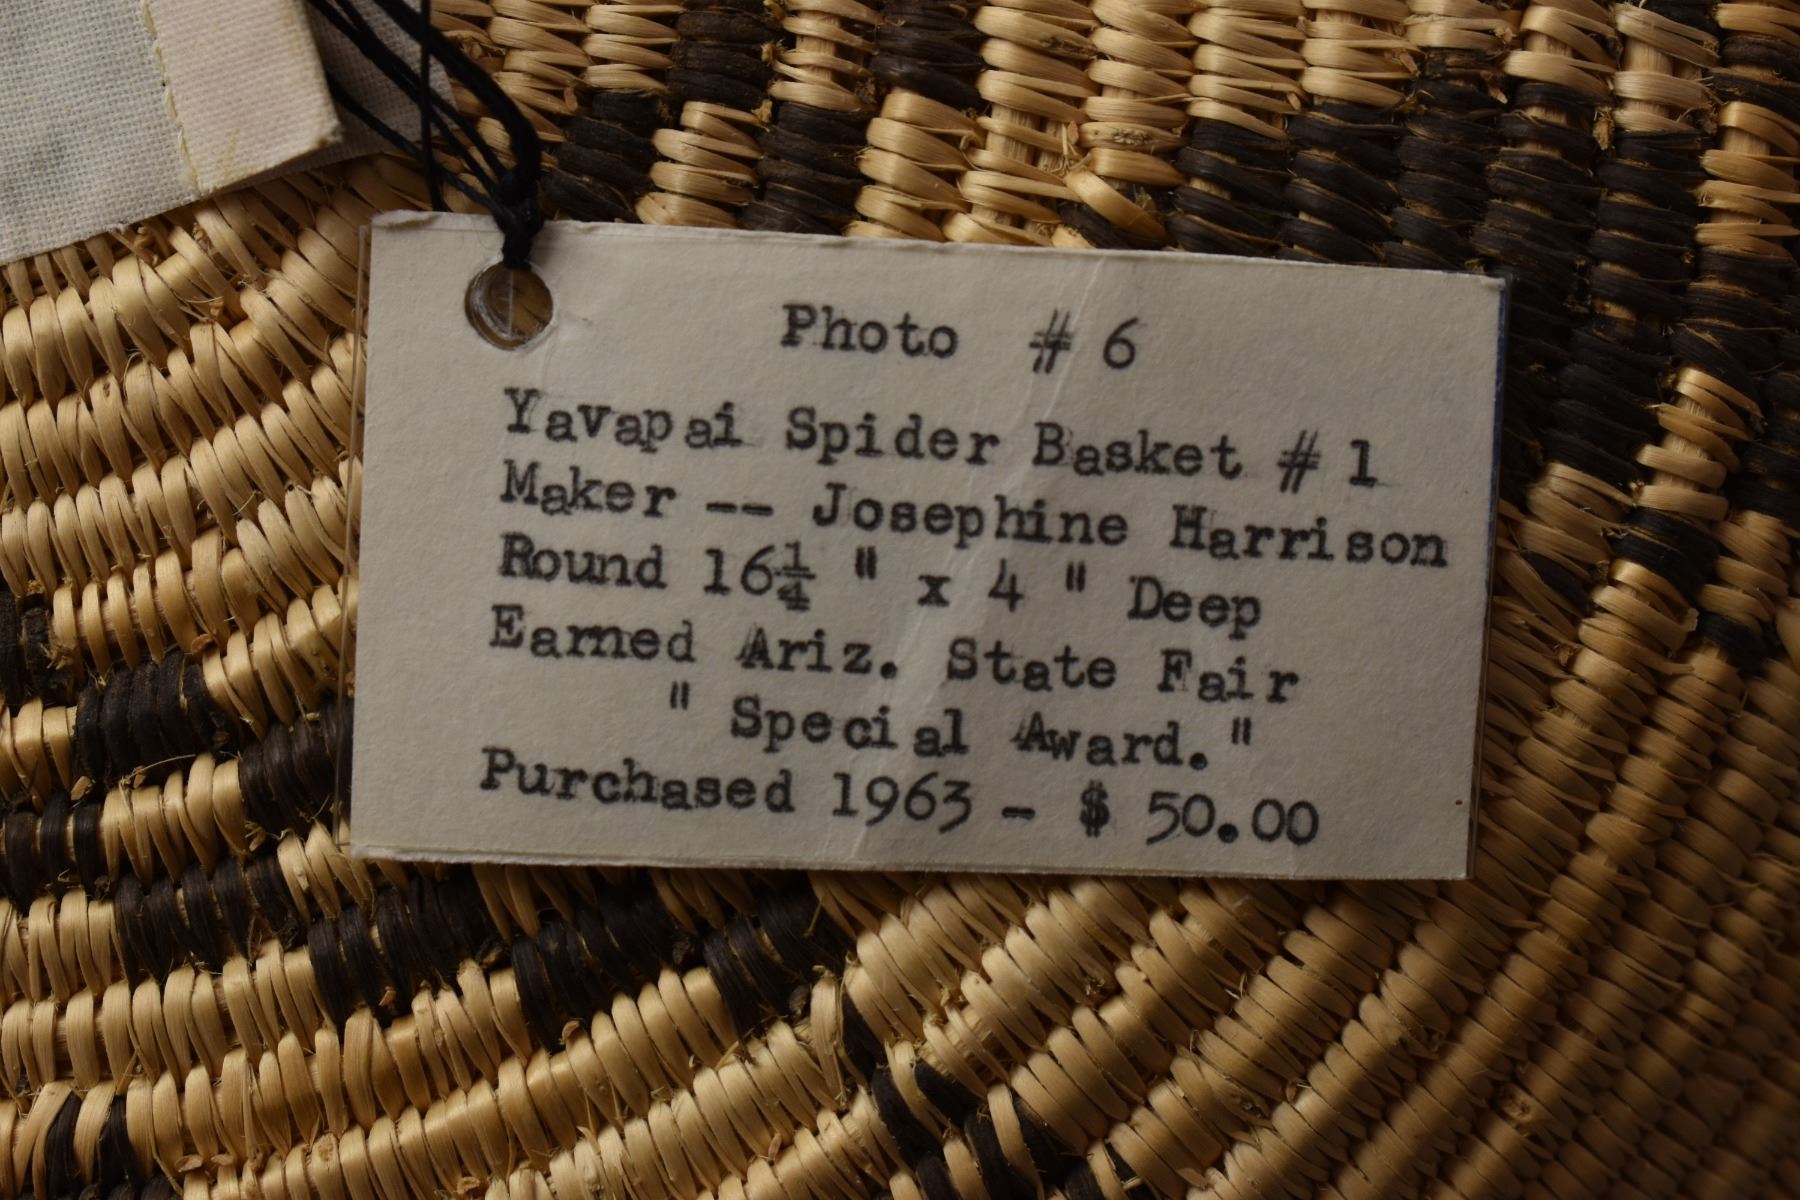 Photo # 6
Yavapai Spider Basket # 1
Maker -- Josephine Harrison
Round 16¼ " x 4 " Deep
Earned Ariz. State Fair
" Special Award."
Purchased 1963 - $ 50.00